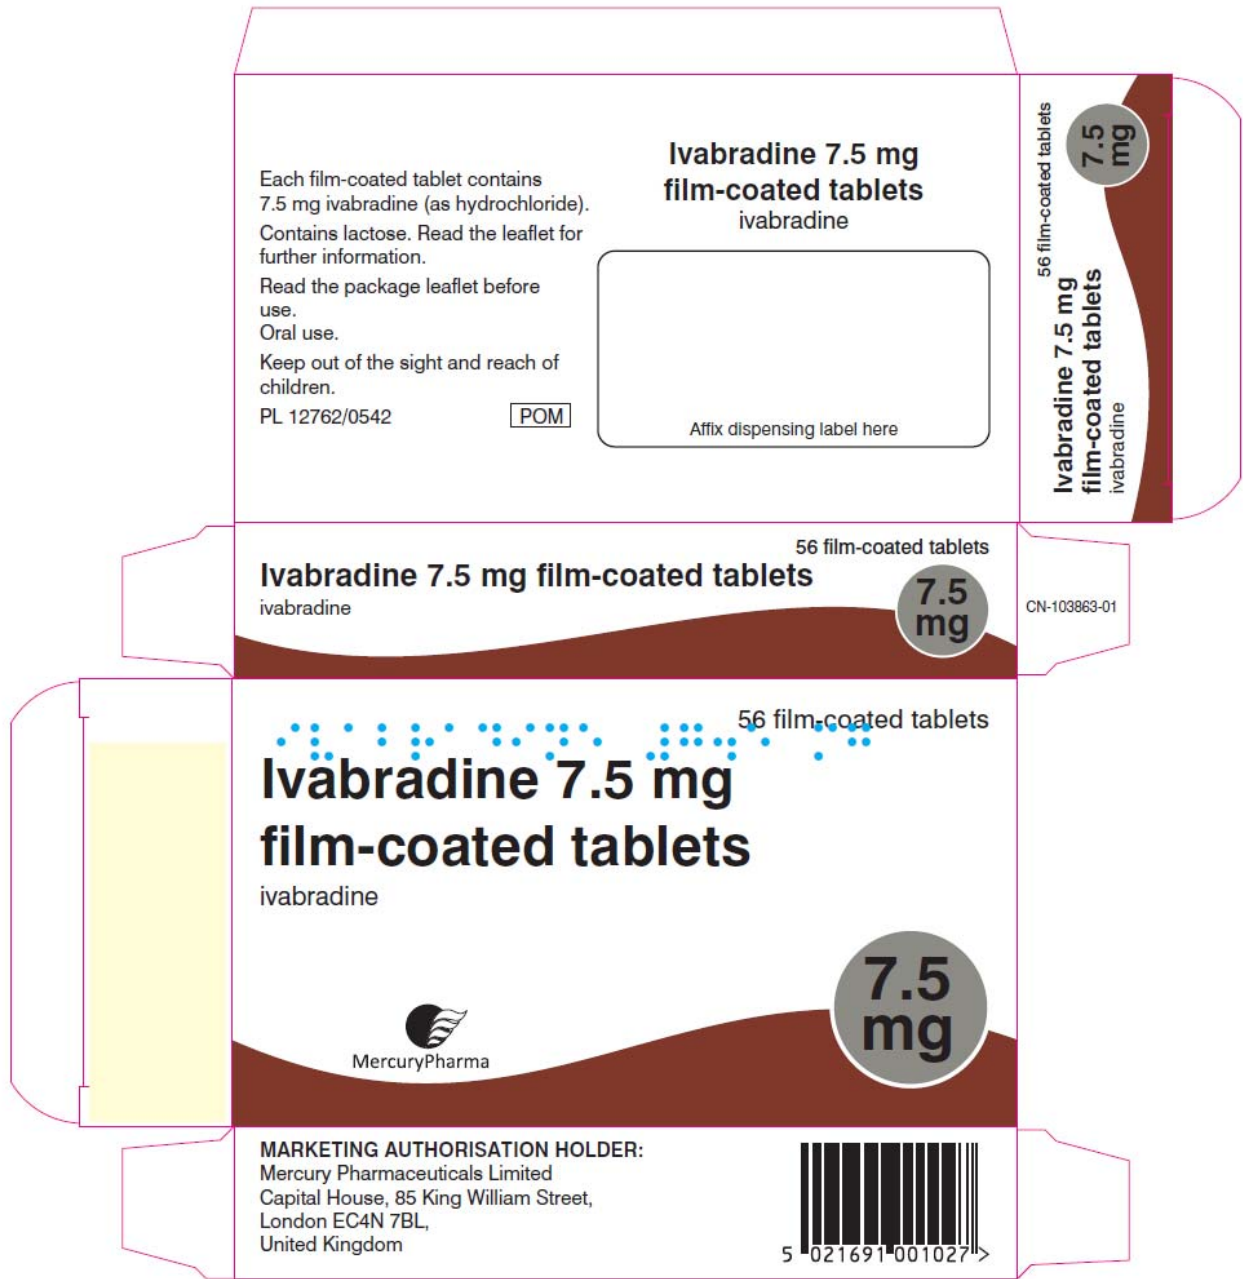 Each film-coated tablet contains
7.5 mg ivabradine (as hydrochloride).
Contains lactose. Read the leaflet for
further information.
Read the package leaflet before
use.
Oral use.
Keep out of the sight and reach of
children.
PL 12762/0542
POM
Ivabradine 7.5 mg
film-coated tablets
ivabradine
Affix dispensing label here
56 film-coated tablets
7.5
mg
Ivabradine 7.5 mg
film-coated tablets
ivabradine
56 film-coated tablets
Ivabradine 7.5 mg film-coated tablets
ivabradine
7.5
mg
CN-103863-01
56 film-coated tablets
Ivabradine 7.5 mg
film-coated tablets
ivabradine
7.5
mg
MercuryPharma
MARKETING AUTHORISATION HOLDER:
Mercury Pharmaceuticals Limited
Capital House, 85 King William Street,
London EC4N 7BL,
United Kingdom
5 021691 001027 >